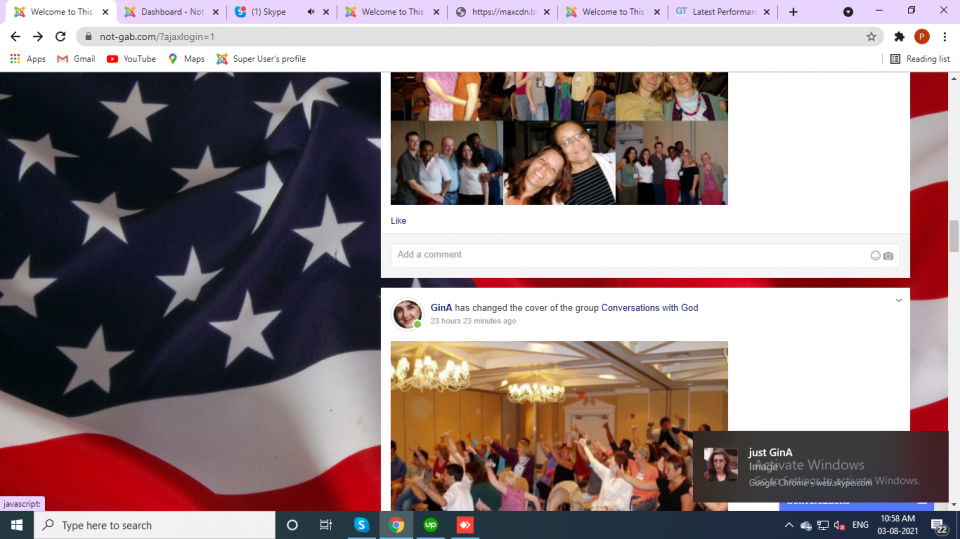 Welcome to This
Dashboard - Not
(1) Skype
Welcome to This
https://maxcdn.b
Welcome to This
GT
Latest Performan
not-gab.com/?ajaxlogin=1
P
Apps
Gmail
YouTube
Maps
Super User's profile
Reading list
Like
Add a comment
GinA has changed the cover of the group Conversations with God
23 hours 23 minutes ago
just GinA
Image
Google Chrome • web.skype.com
Activate Windows
Go to Settings to activate Windows.
javascript:
Type here to search
up
ENG
10:58 AM
03-08-2021
22